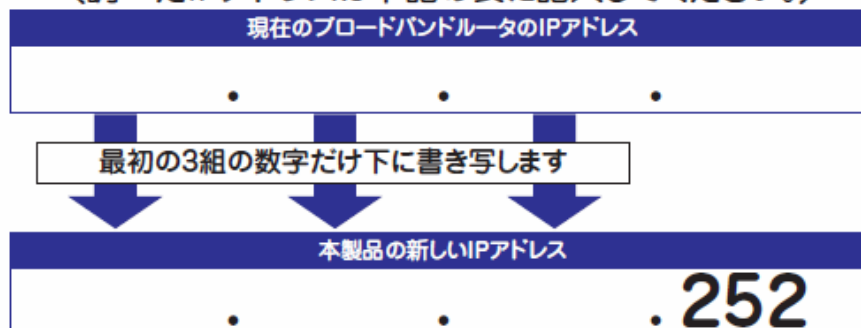 現在のブロードバンドルータのIPアドレス
. . .
最初の3組の数字だけ下に書き写します
本製品の新しいIPアドレス
. . . 252